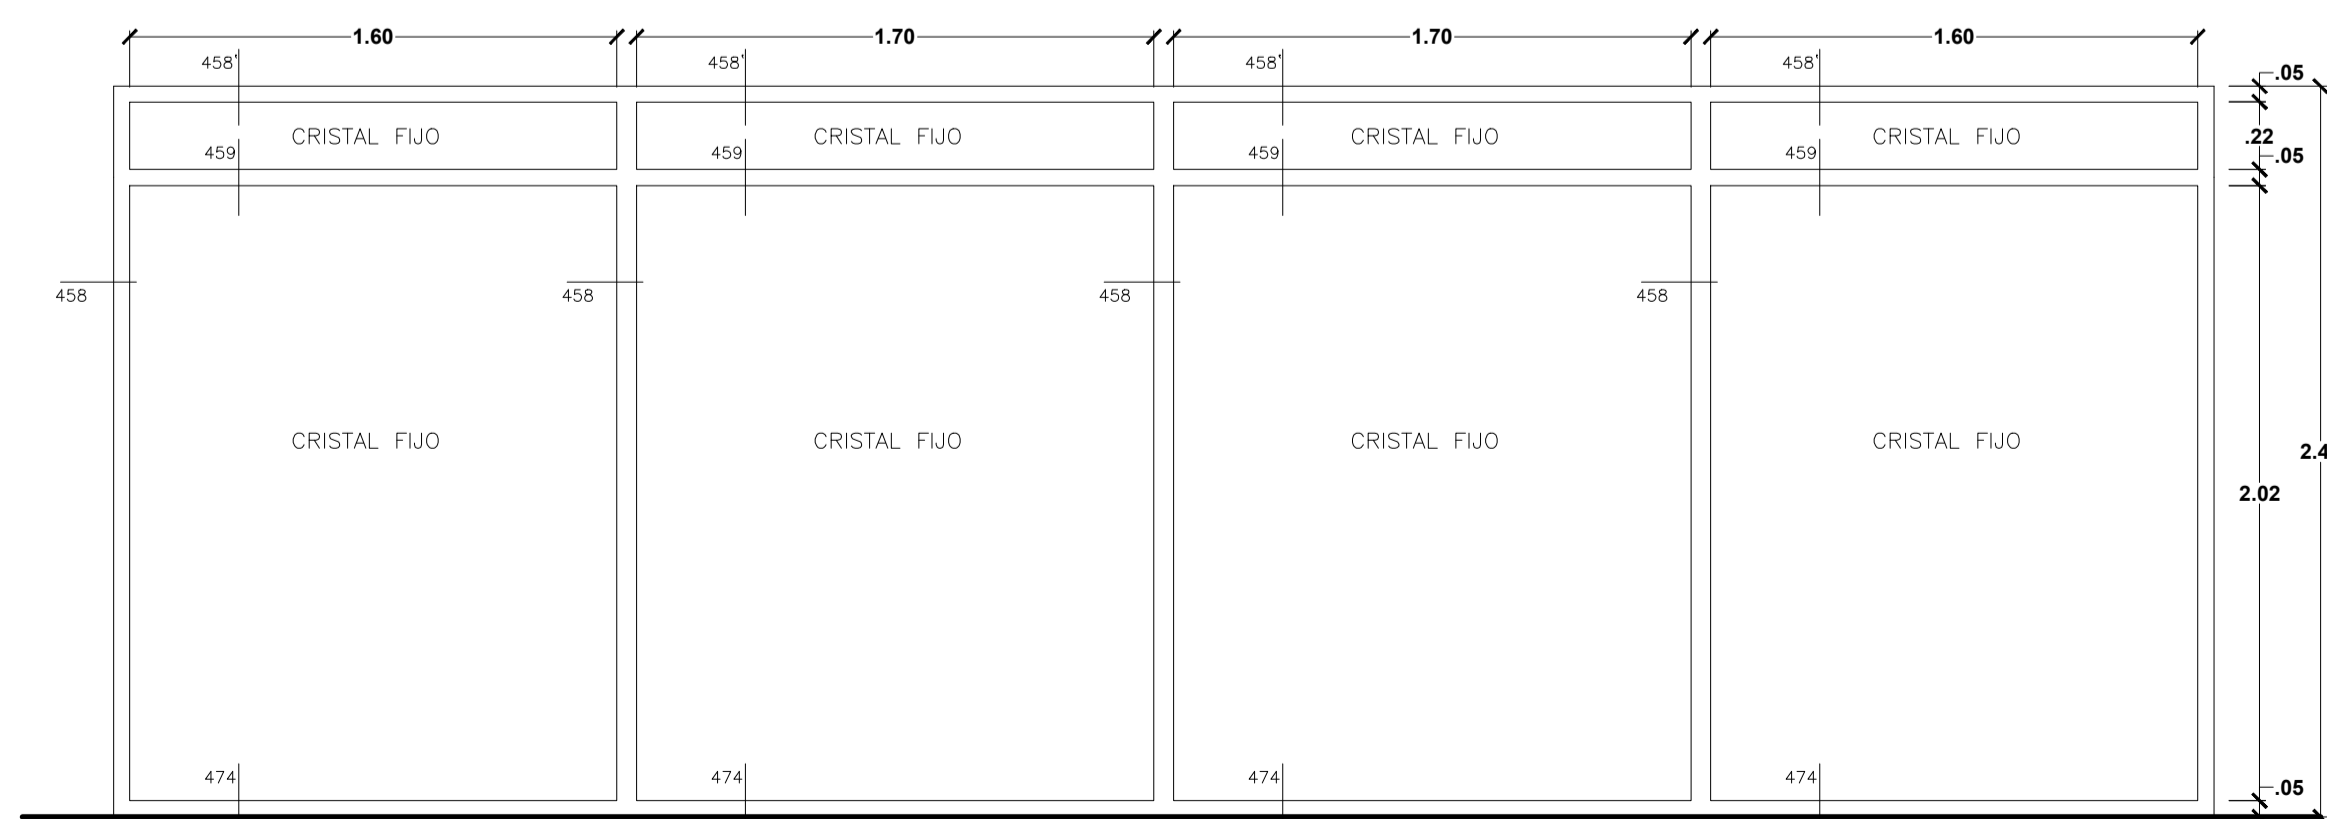 1.60 1.70 1.70 1.60
458' 458' 458' 458' .05
CRISTAL FIJO CRISTAL FIJO CRISTAL FIJO CRISTAL FIJO .22
459 459 459 459 .05
458 458 458 458
CRISTAL FIJO CRISTAL FIJO CRISTAL FIJO CRISTAL FIJO
2.02
474 474 474 474 .05